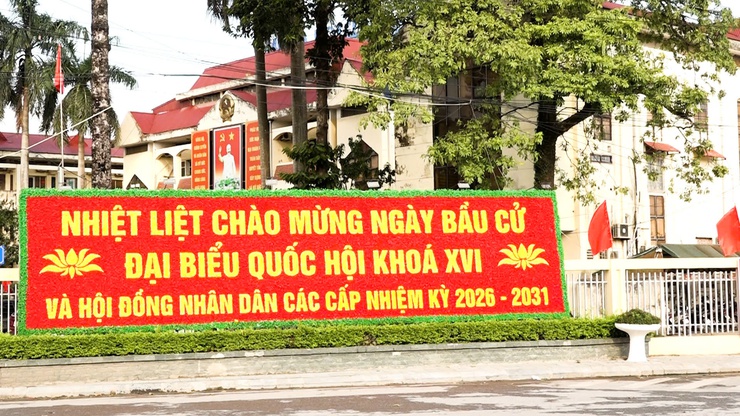 NHIỆT LIỆT CHÀO MỪNG NGÀY BẦU CỬ
ĐẠI BIỂU QUỐC HỘI KHOÁ XVI
VÀ HỘI ĐỒNG NHÂN DÂN CÁC CẤP NHIỆM KỲ 2026 - 2031